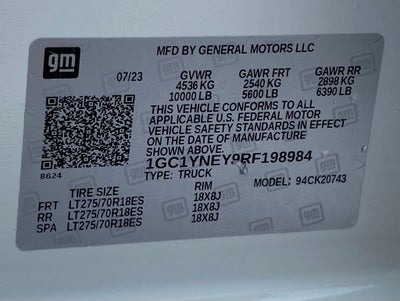 gm
MFD BY GENERAL MOTORS LLC
07/23 GVWR GAWR FRT GAWR RR
4536 KG 2540 KG 2898 KG
10000 LB 5600 LB 6390 LB
THIS VEHICLE CONFORMS TO ALL
APPLICABLE U.S. FEDERAL MOTOR
VEHICLE SAFETY STANDARDS IN
EFFECT ON THE DATE OF MANUFACTURE
SHOWN ABOVE.
1GC1YNEY9RF198984
B624 TYPE: TRUCK
TIRE SIZE RIM MODEL: 94CK20743
FRT LT275/70R18ES 18X8J
RR LT275/70R18ES 18X8J
SPA LT275/70R18ES 18X8J